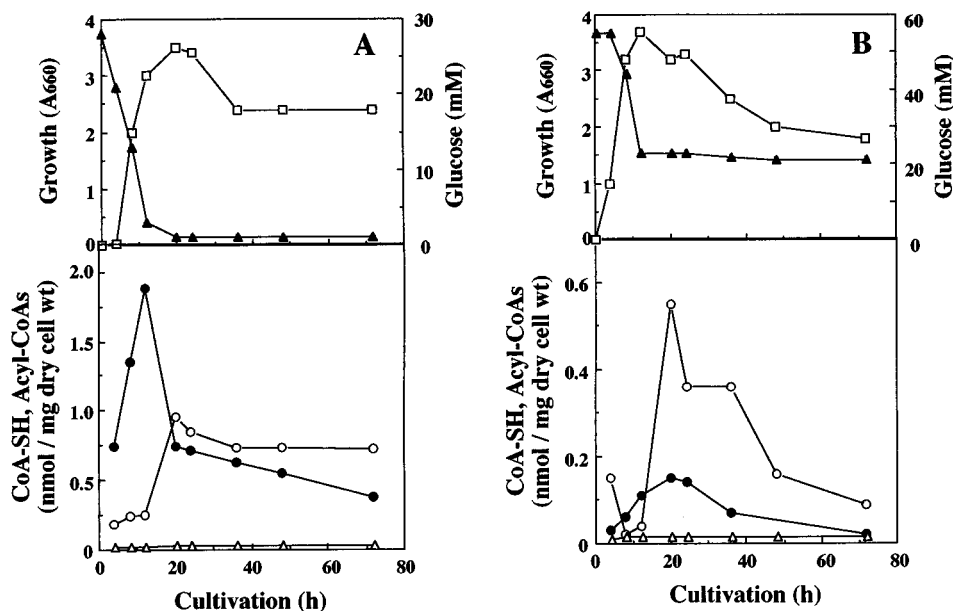 A
Growth (A660)
4
3
2
1
0
30
20
10
0
Glucose (mM)
CoA-SH, Acyl-CoAs
(nmol / mg dry cell wt)
2.0
1.5
1.0
0.5
0
0 20 40 60 80
Cultivation (h)
B
Growth (A660)
4
3
2
1
0
60
40
20
0
Glucose (mM)
CoA-SH, Acyl-CoAs
(nmol / mg dry cell wt)
0.6
0.4
0.2
0
0 20 40 60 80
Cultivation (h)